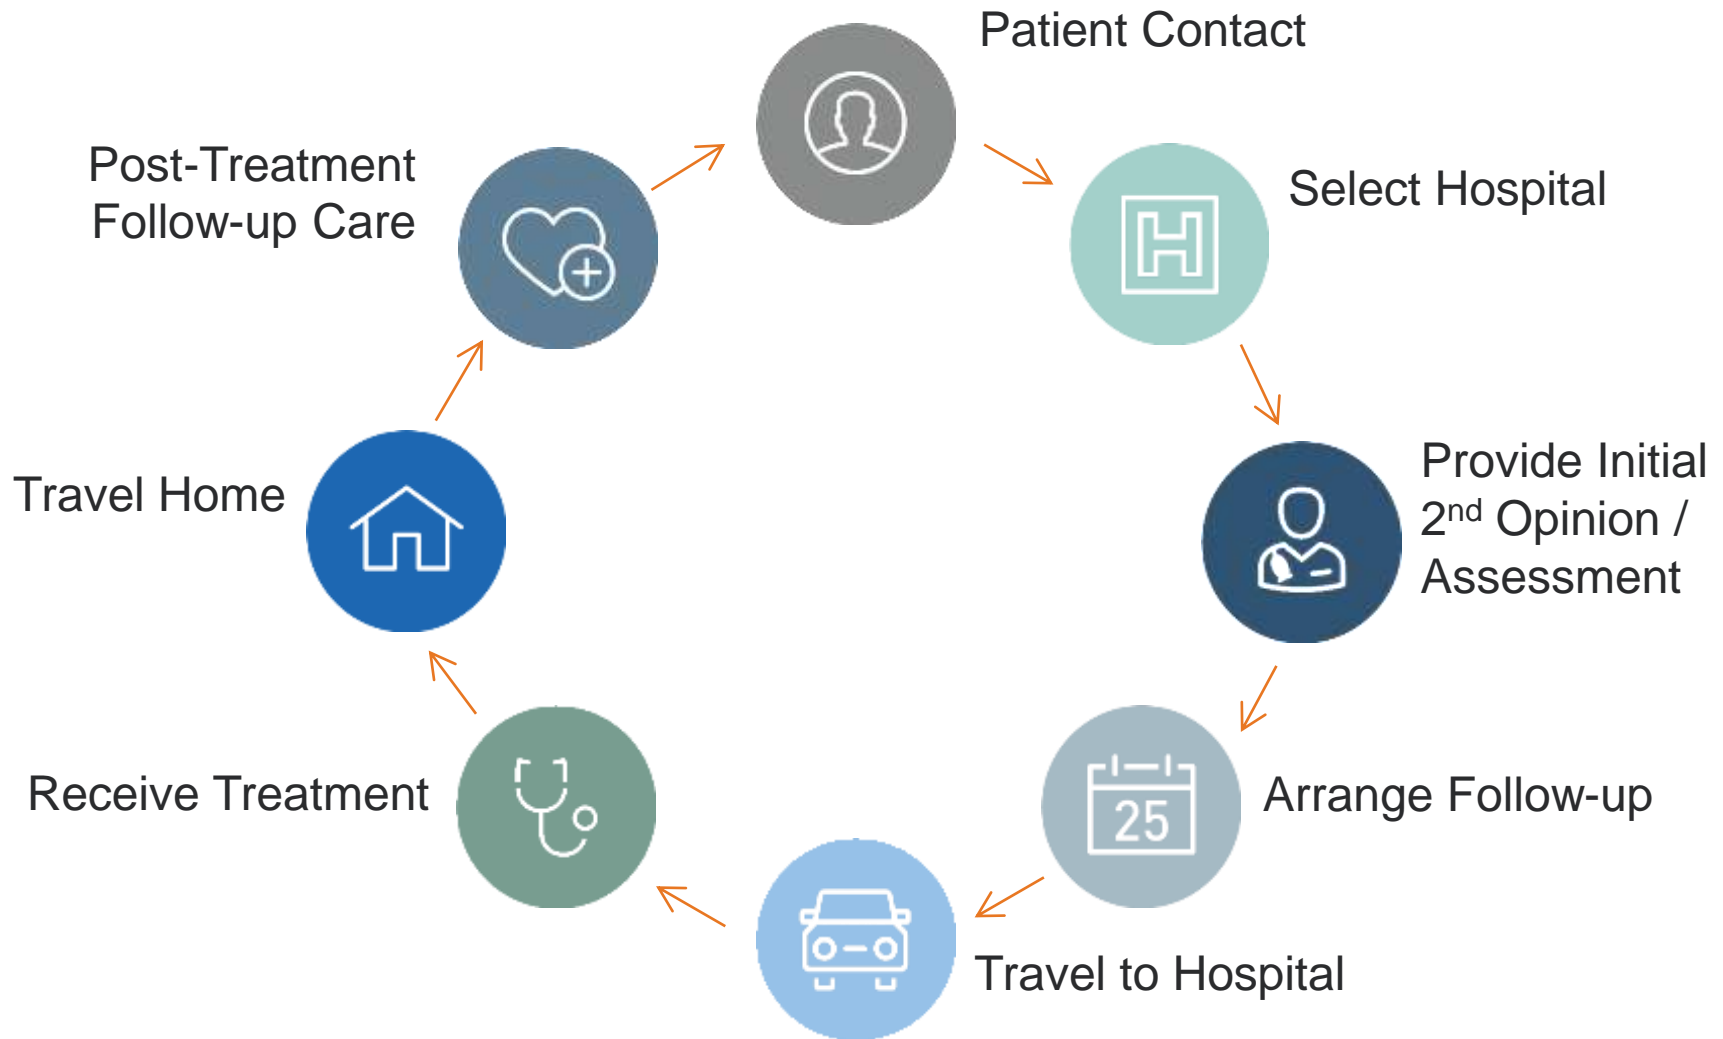 Patient Contact
Select Hospital
Provide Initial
2nd Opinion /
Assessment
Arrange Follow-up
25
Travel to Hospital
Receive Treatment
Travel Home
Post-Treatment
Follow-up Care
H